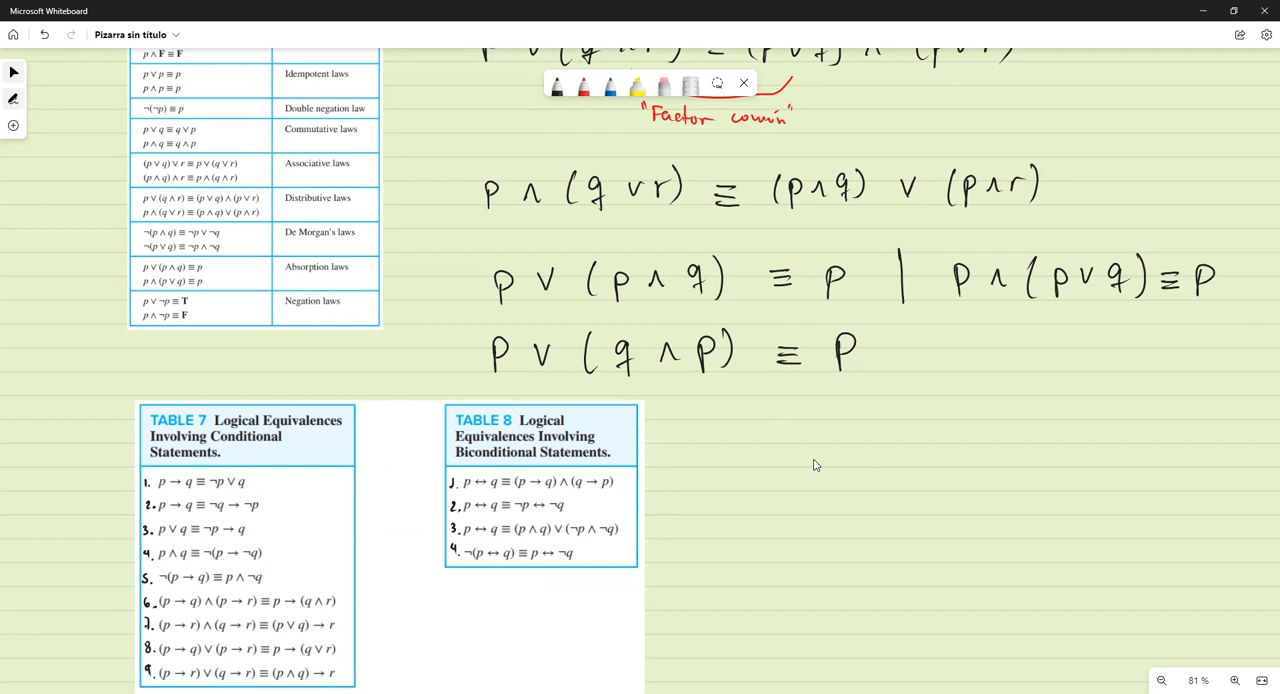 Microsoft Whiteboard
Pizarra sin título
p ∧ F ≡ F
p ∨ p ≡ p
p ∧ p ≡ p
Idempotent laws
¬(¬p) ≡ p
Double negation law
p ∨ q ≡ q ∨ p
p ∧ q ≡ q ∧ p
Commutative laws
(p ∨ q) ∨ r ≡ p ∨ (q ∨ r)
(p ∧ q) ∧ r ≡ p ∧ (q ∧ r)
Associative laws
p ∨ (q ∧ r) ≡ (p ∨ q) ∧ (p ∨ r)
p ∧ (q ∨ r) ≡ (p ∧ q) ∨ (p ∧ r)
Distributive laws
¬(p ∧ q) ≡ ¬p ∨ ¬q
¬(p ∨ q) ≡ ¬p ∧ ¬q
De Morgan's laws
p ∨ (p ∧ q) ≡ p
p ∧ (p ∨ q) ≡ p
Absorption laws
p ∨ ¬p ≡ T
p ∧ ¬p ≡ F
Negation laws
"Factor común"
p ∧ (q ∨ r) ≡ (p ∧ q) ∨ (p ∧ r)
p ∨ (p ∧ q) ≡ p | p ∧ (p ∨ q) ≡ p
p ∨ (q ∧ p) ≡ p
TABLE 7 Logical Equivalences
Involving Conditional
Statements.
1. p → q ≡ ¬p ∨ q
2. p → q ≡ ¬q → ¬p
3. p ∨ q ≡ ¬p → q
4. p ∧ q ≡ ¬(p → ¬q)
5. ¬(p → q) ≡ p ∧ ¬q
6. (p → q) ∧ (p → r) ≡ p → (q ∧ r)
7. (p → r) ∧ (q → r) ≡ (p ∨ q) → r
8. (p → q) ∨ (p → r) ≡ p → (q ∨ r)
9. (p → r) ∨ (q → r) ≡ (p ∧ q) → r
TABLE 8 Logical
Equivalences Involving
Biconditional Statements.
1. p ↔ q ≡ (p → q) ∧ (q → p)
2. p ↔ q ≡ ¬p ↔ ¬q
3. p ↔ q ≡ (p ∧ q) ∨ (¬p ∧ ¬q)
4. ¬(p ↔ q) ≡ p ↔ ¬q
81 %